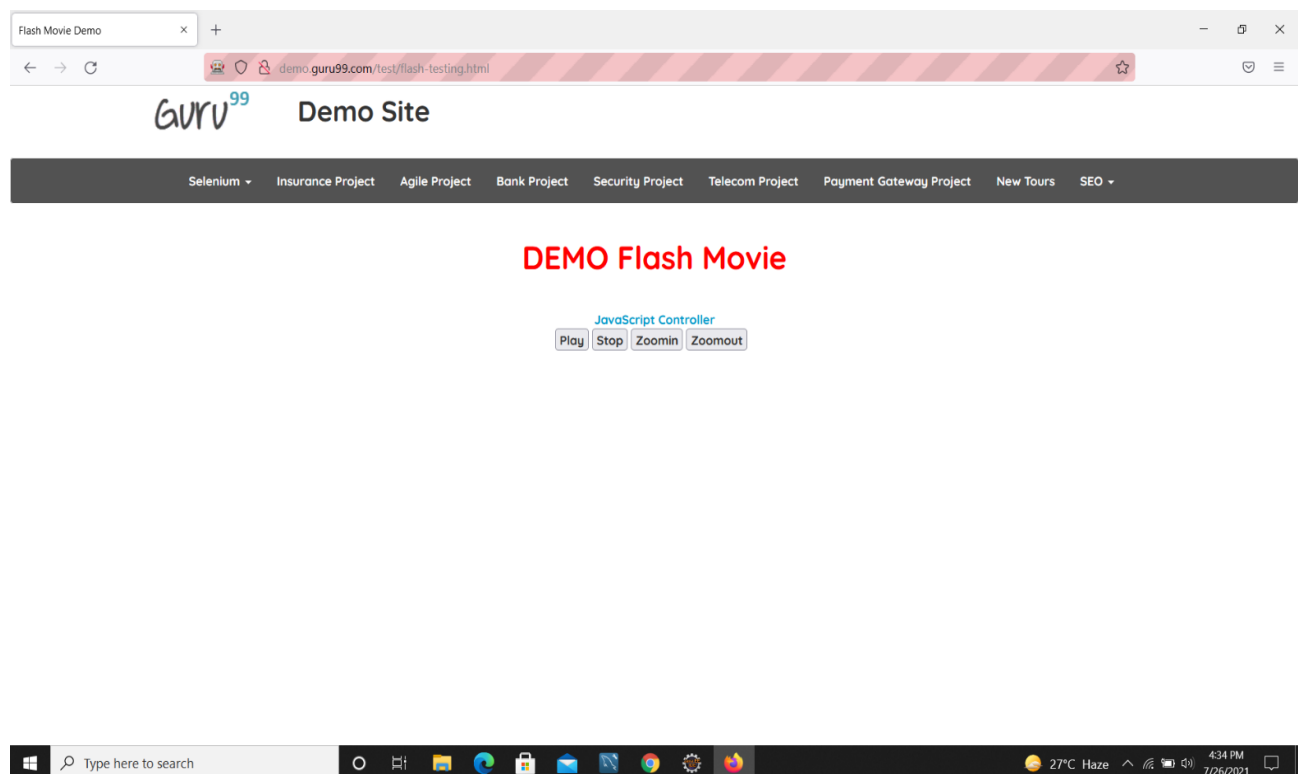 Flash Movie Demo
demo.guru99.com/test/flash-testing.html
Guru99 Demo Site
Selenium Insurance Project Agile Project Bank Project Security Project Telecom Project Payment Gateway Project New Tours SEO
DEMO Flash Movie
JavaScript Controller
Play Stop Zoomin Zoomout
Type here to search 27°C Haze 4:34 PM
7/26/2021